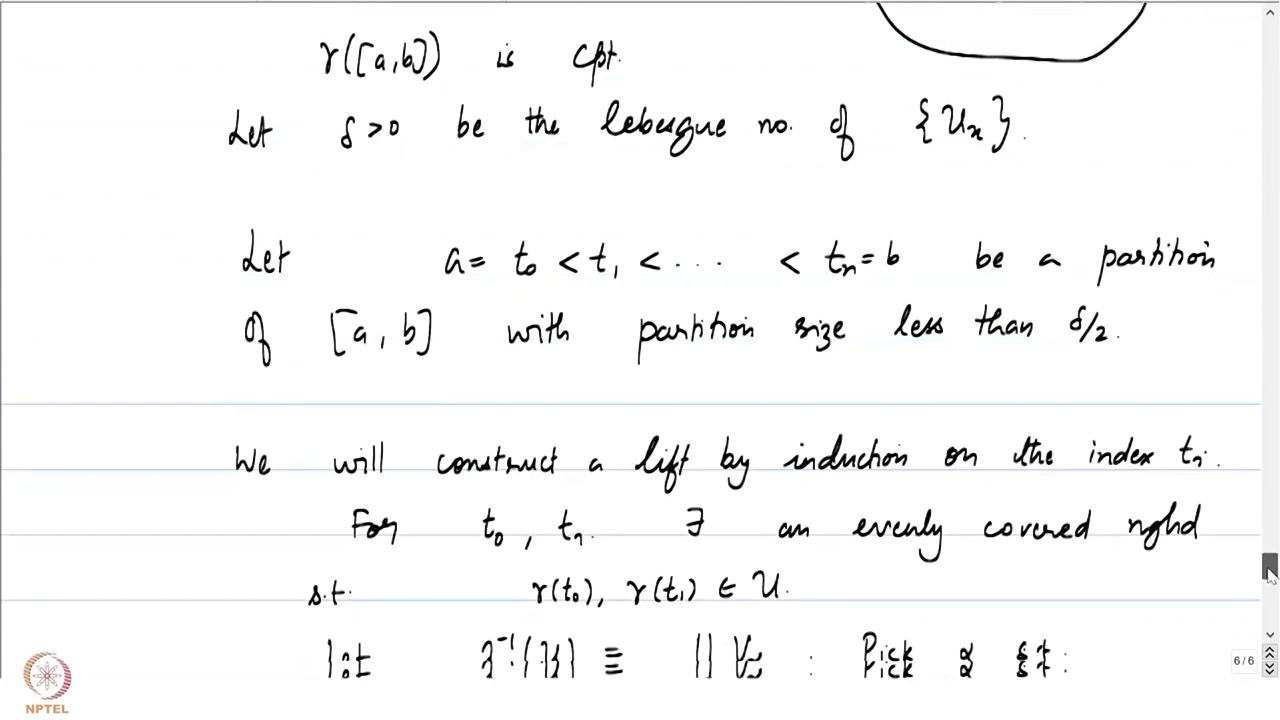 γ([a,b]) is cpt.
Let δ>0 be the lebesgue no. of {U_x}.
Let a = t₀ < t₁ < ... < tₙ = b be a partition
of [a, b] with partition size less than δ/2.
We will construct a lift by induction on the index tᵢ.
For t₀, t₁. ∃ an evenly covered nghd
s.t. γ(t₀), γ(t₁) ∈ U.
Pick α s.t.
6 / 6
NPTEL